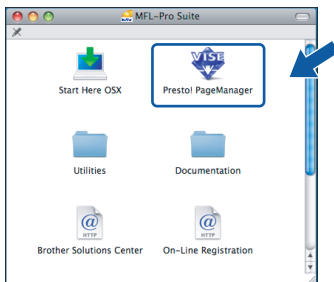 MFL-Pro Suite
VISE
Start Here OSX
Presto! PageManager
Utilities
Documentation
@
HTTP
@
HTTP
Brother Solutions Center
On-Line Registration